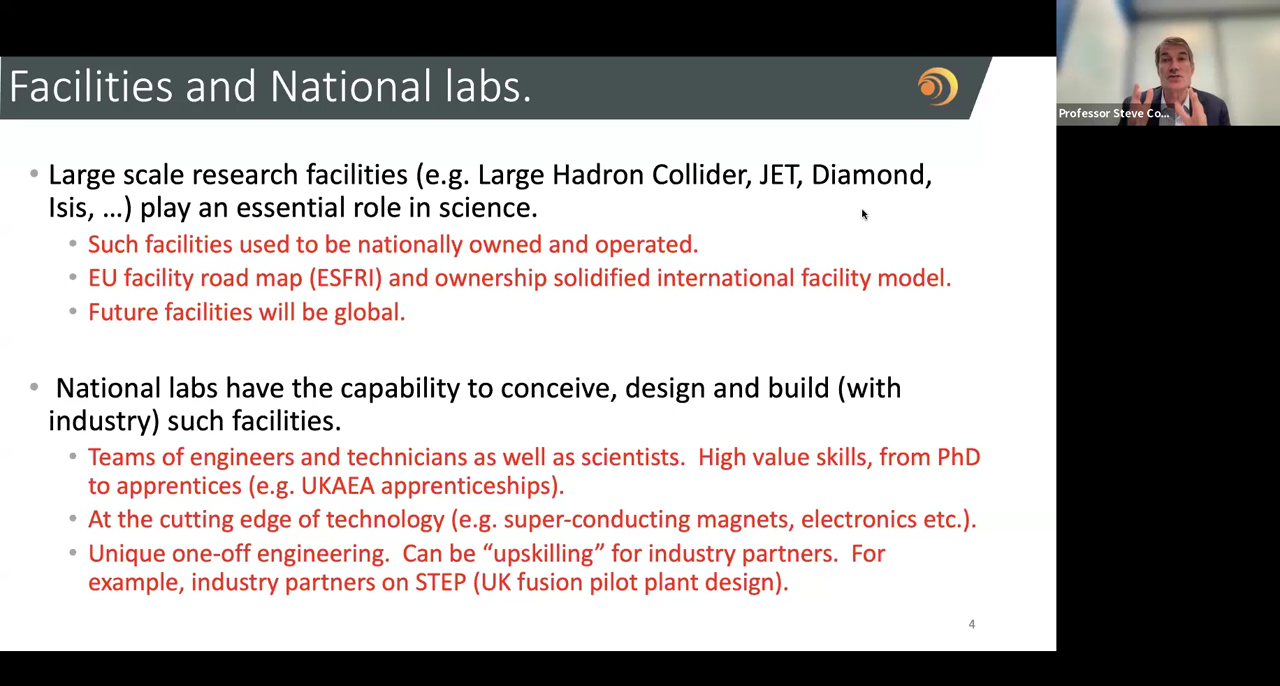 Facilities and National labs.
Professor Steve Co...
• Large scale research facilities (e.g. Large Hadron Collider, JET, Diamond,
Isis, ...) play an essential role in science.
• Such facilities used to be nationally owned and operated.
• EU facility road map (ESFRI) and ownership solidified international facility model.
• Future facilities will be global.
• National labs have the capability to conceive, design and build (with
industry) such facilities.
• Teams of engineers and technicians as well as scientists. High value skills, from PhD
to apprentices (e.g. UKAEA apprenticeships).
• At the cutting edge of technology (e.g. super-conducting magnets, electronics etc.).
• Unique one-off engineering. Can be “upskilling” for industry partners. For
example, industry partners on STEP (UK fusion pilot plant design).
4